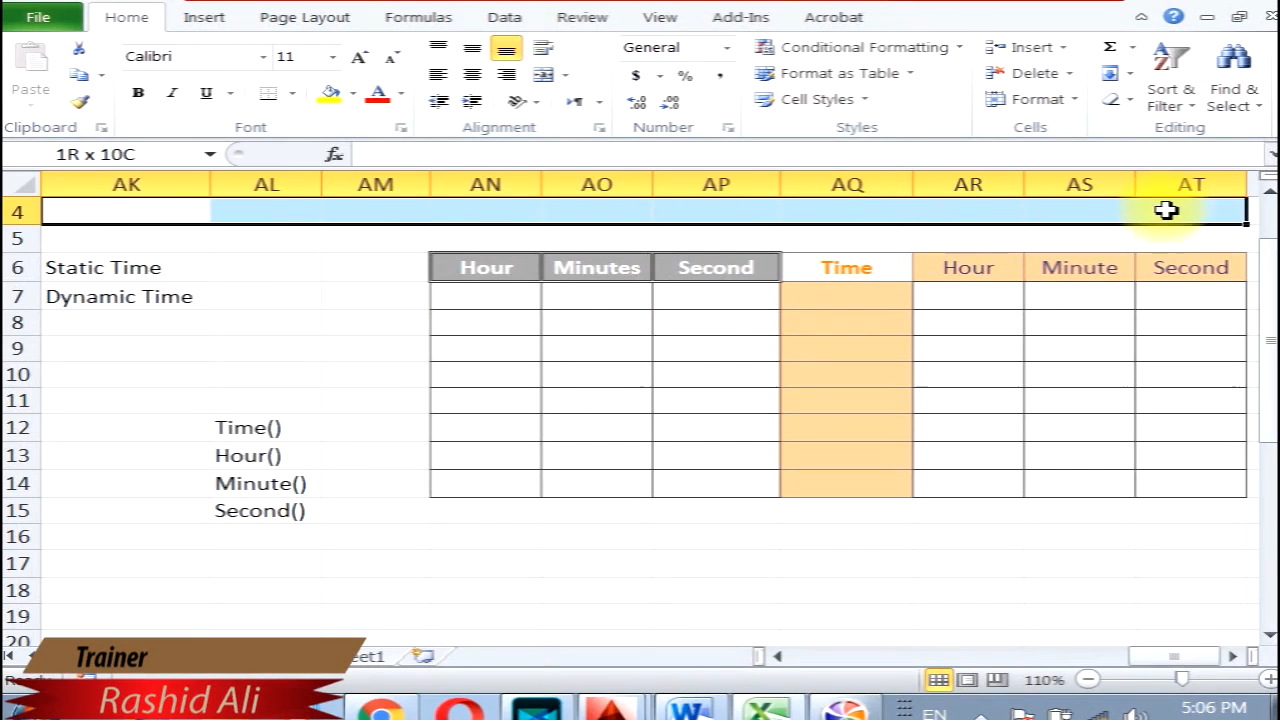 File Home Insert Page Layout Formulas Data Review View Add-Ins Acrobat
Paste
Calibri 11
B I U A
General
$ % ,
Conditional Formatting
Format as Table
Cell Styles
Insert
Delete
Format
Σ
Sort & Filter
Find & Select
Clipboard Font Alignment Number Styles Cells Editing
1R x 10C fx
AK AL AM AN AO AP AQ AR AS AT
4
5
6 Static Time Hour Minutes Second Time Hour Minute Second
7 Dynamic Time
8
9
10
11
12 Time()
13 Hour()
14 Minute()
15 Second()
16
17
18
19
20
Trainer
Rashid Ali
110%
EN 5:06 PM